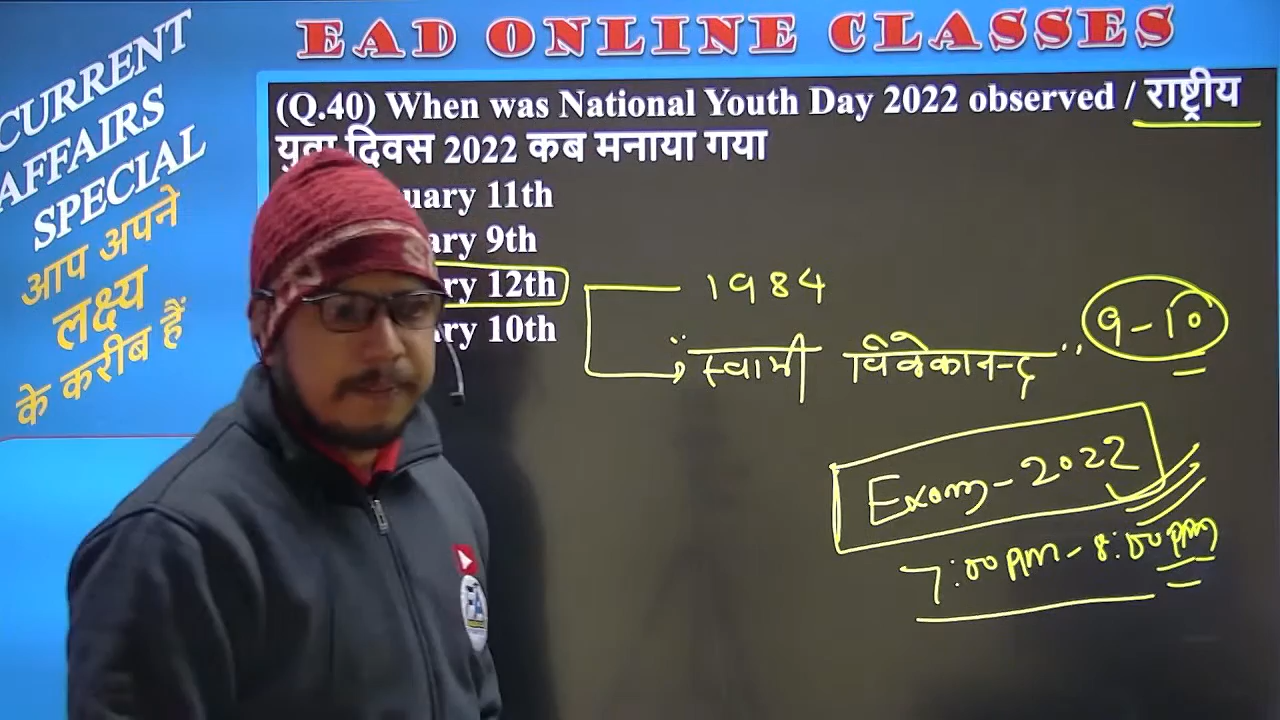 EAD ONLINE CLASSES
CURRENT
AFFAIRS
SPECIAL
आप अपने
लक्ष्य
के करीब हैं
(Q.40) When was National Youth Day 2022 observed / राष्ट्रीय
युवा दिवस 2022 कब मनाया गया
uary 11th
ary 9th
ry 12th
ary 10th
1984
"स्वामी विवेकानन्द"
9-10
Exam-2022
7:00 PM - 8:00 PM